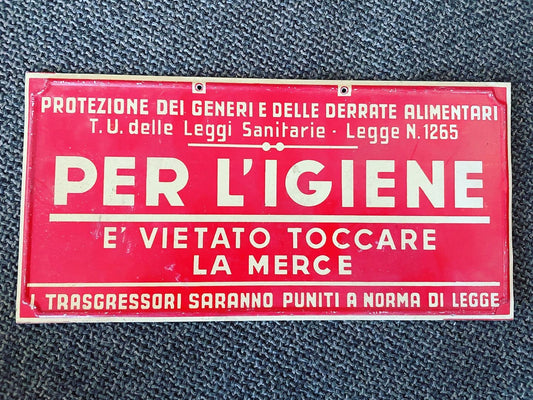 PROTEZIONE DEI GENERI E DELLE DERRATE ALIMENTARI
T.U. delle Leggi Sanitarie - Legge N.1265
PER L'IGIENE
E' VIETATO TOCCARE
LA MERCE
I TRASGRESSORI SARANNO PUNITI A NORMA DI LEGGE